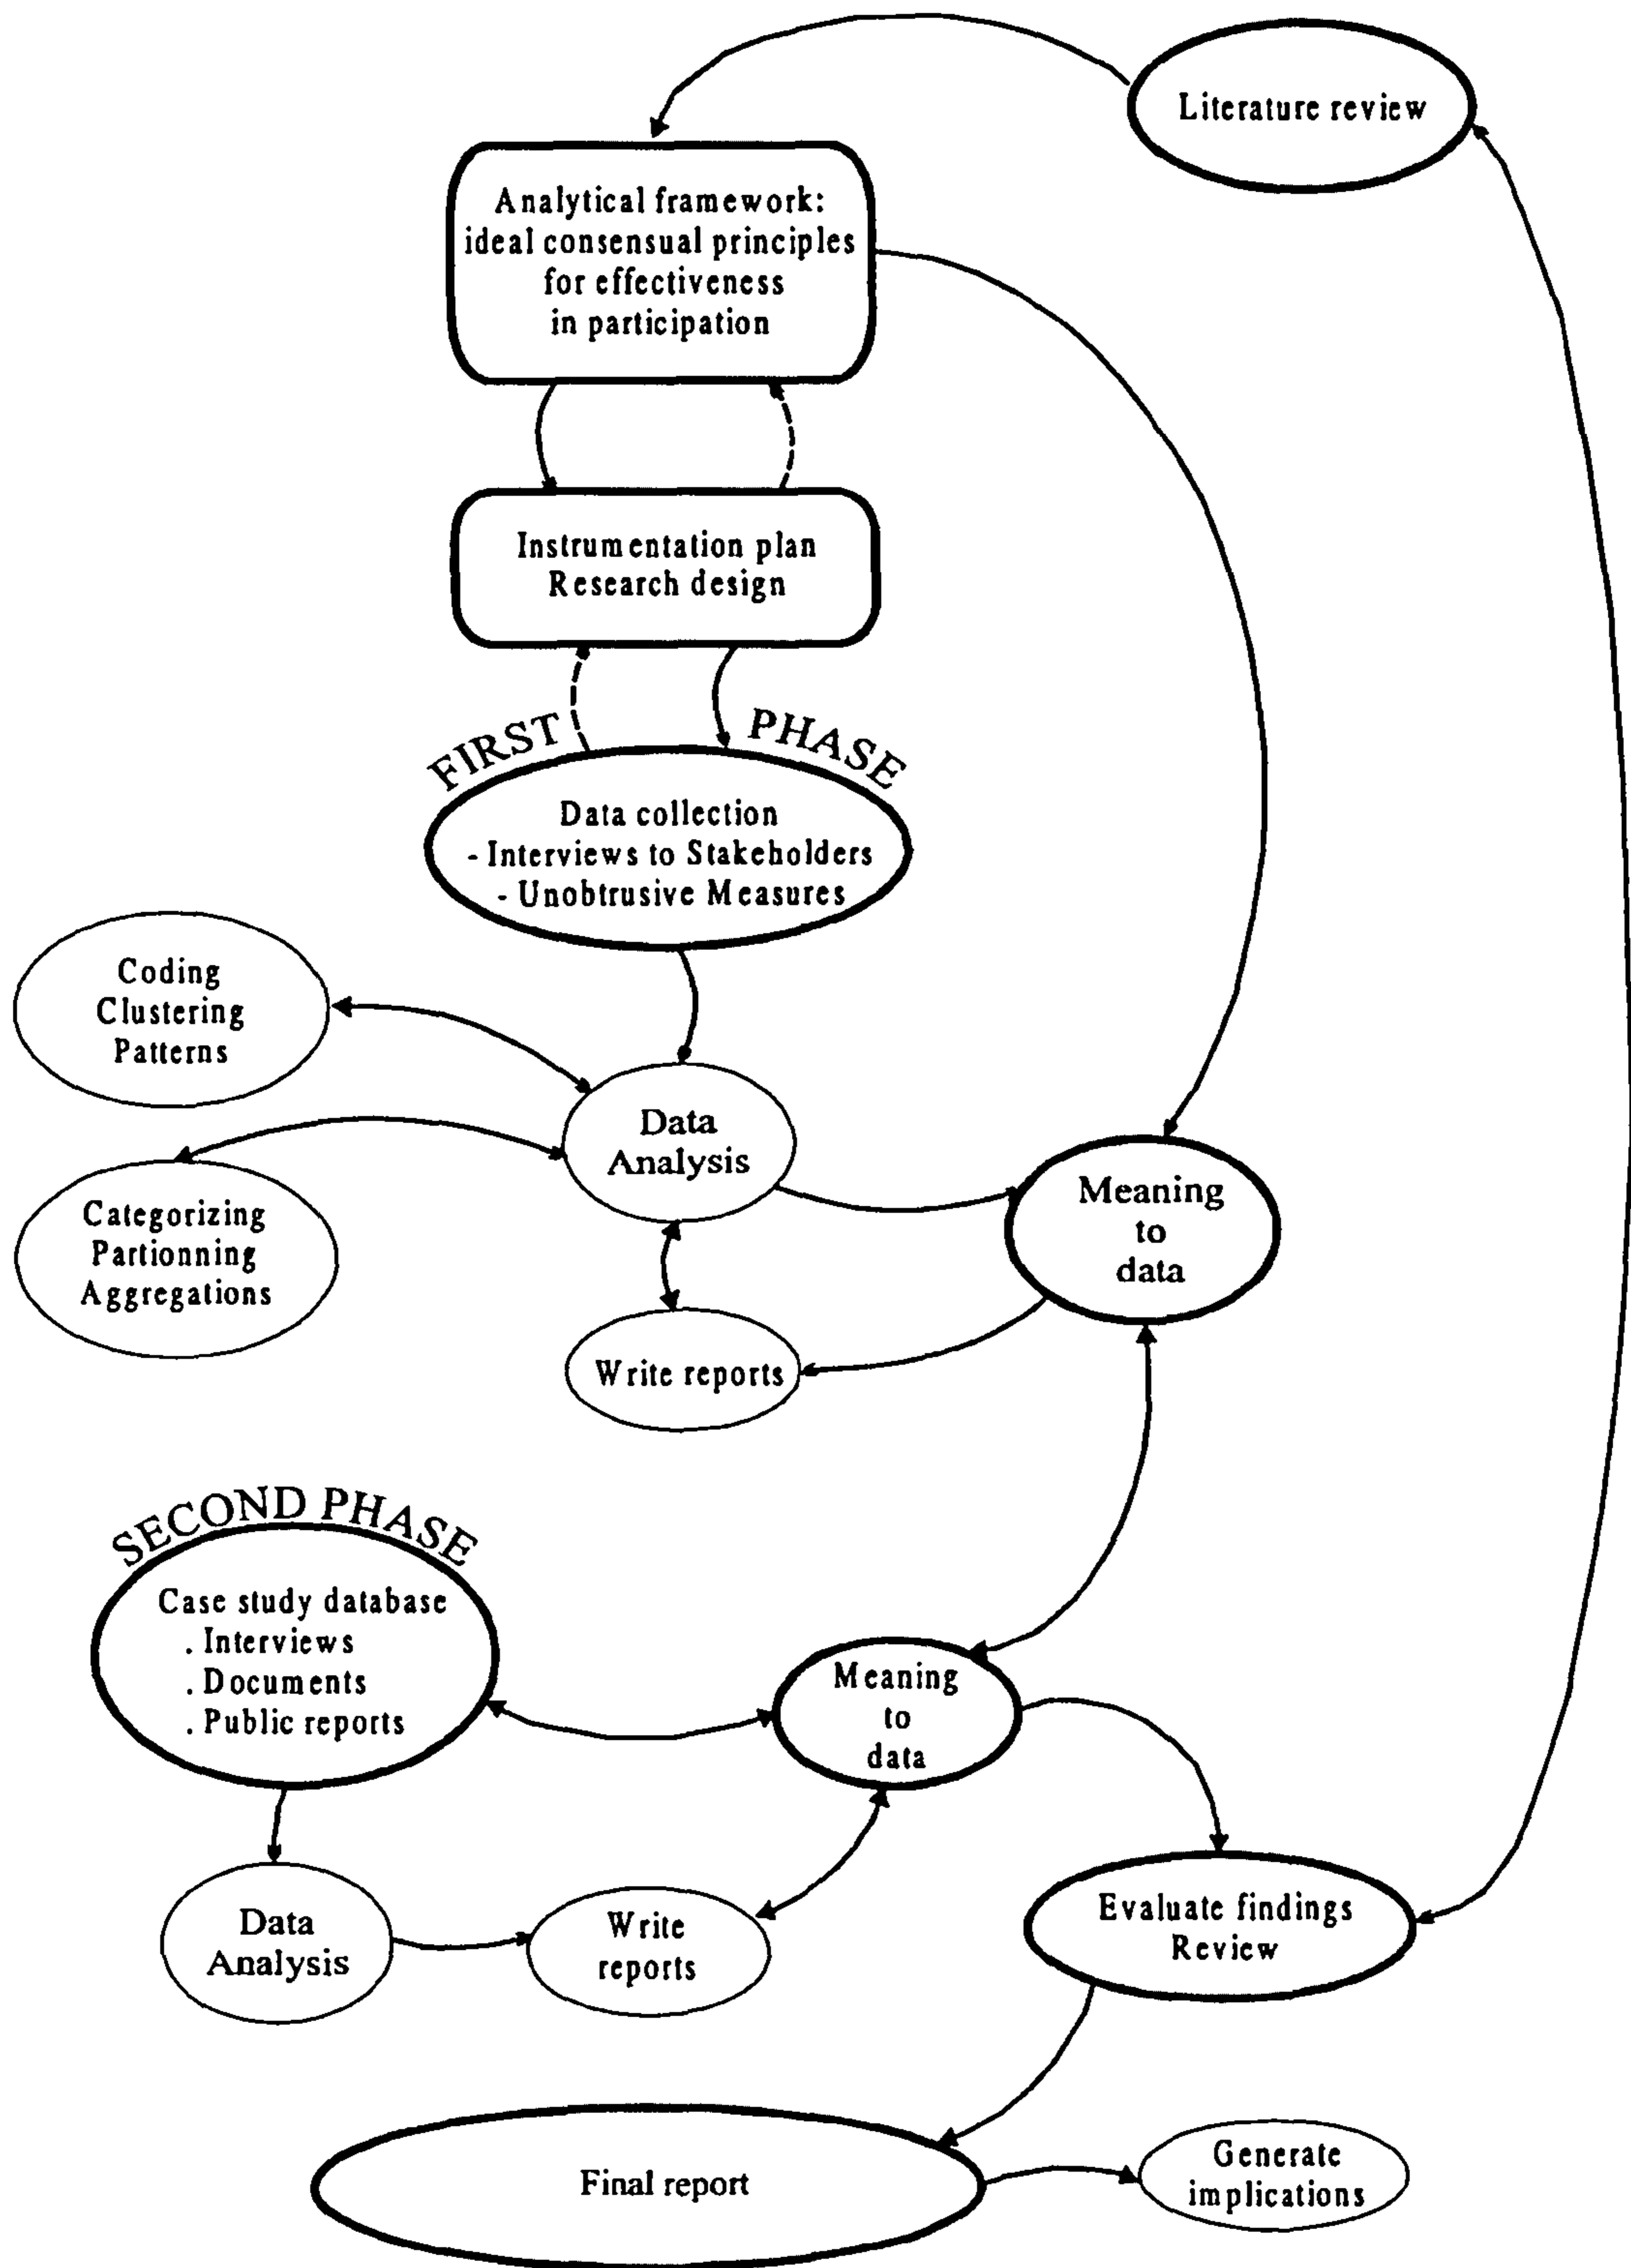 Literature review
Analytical framework:
ideal consensual principles
for effectiveness
in participation
Instrumentation plan
Research design
FIRST PHASE
Data collection
- Interviews to Stakeholders
- Unobtrusive Measures
Coding
Clustering
Patterns
Data
Analysis
Categorizing
Partionning
Aggregations
Meaning
to
data
Write reports
SECOND PHASE
Case study database
. Interviews
. Documents
. Public reports
Meaning
to
data
Data
Analysis
Write
reports
Evaluate findings
Review
Final report
Generate
implications